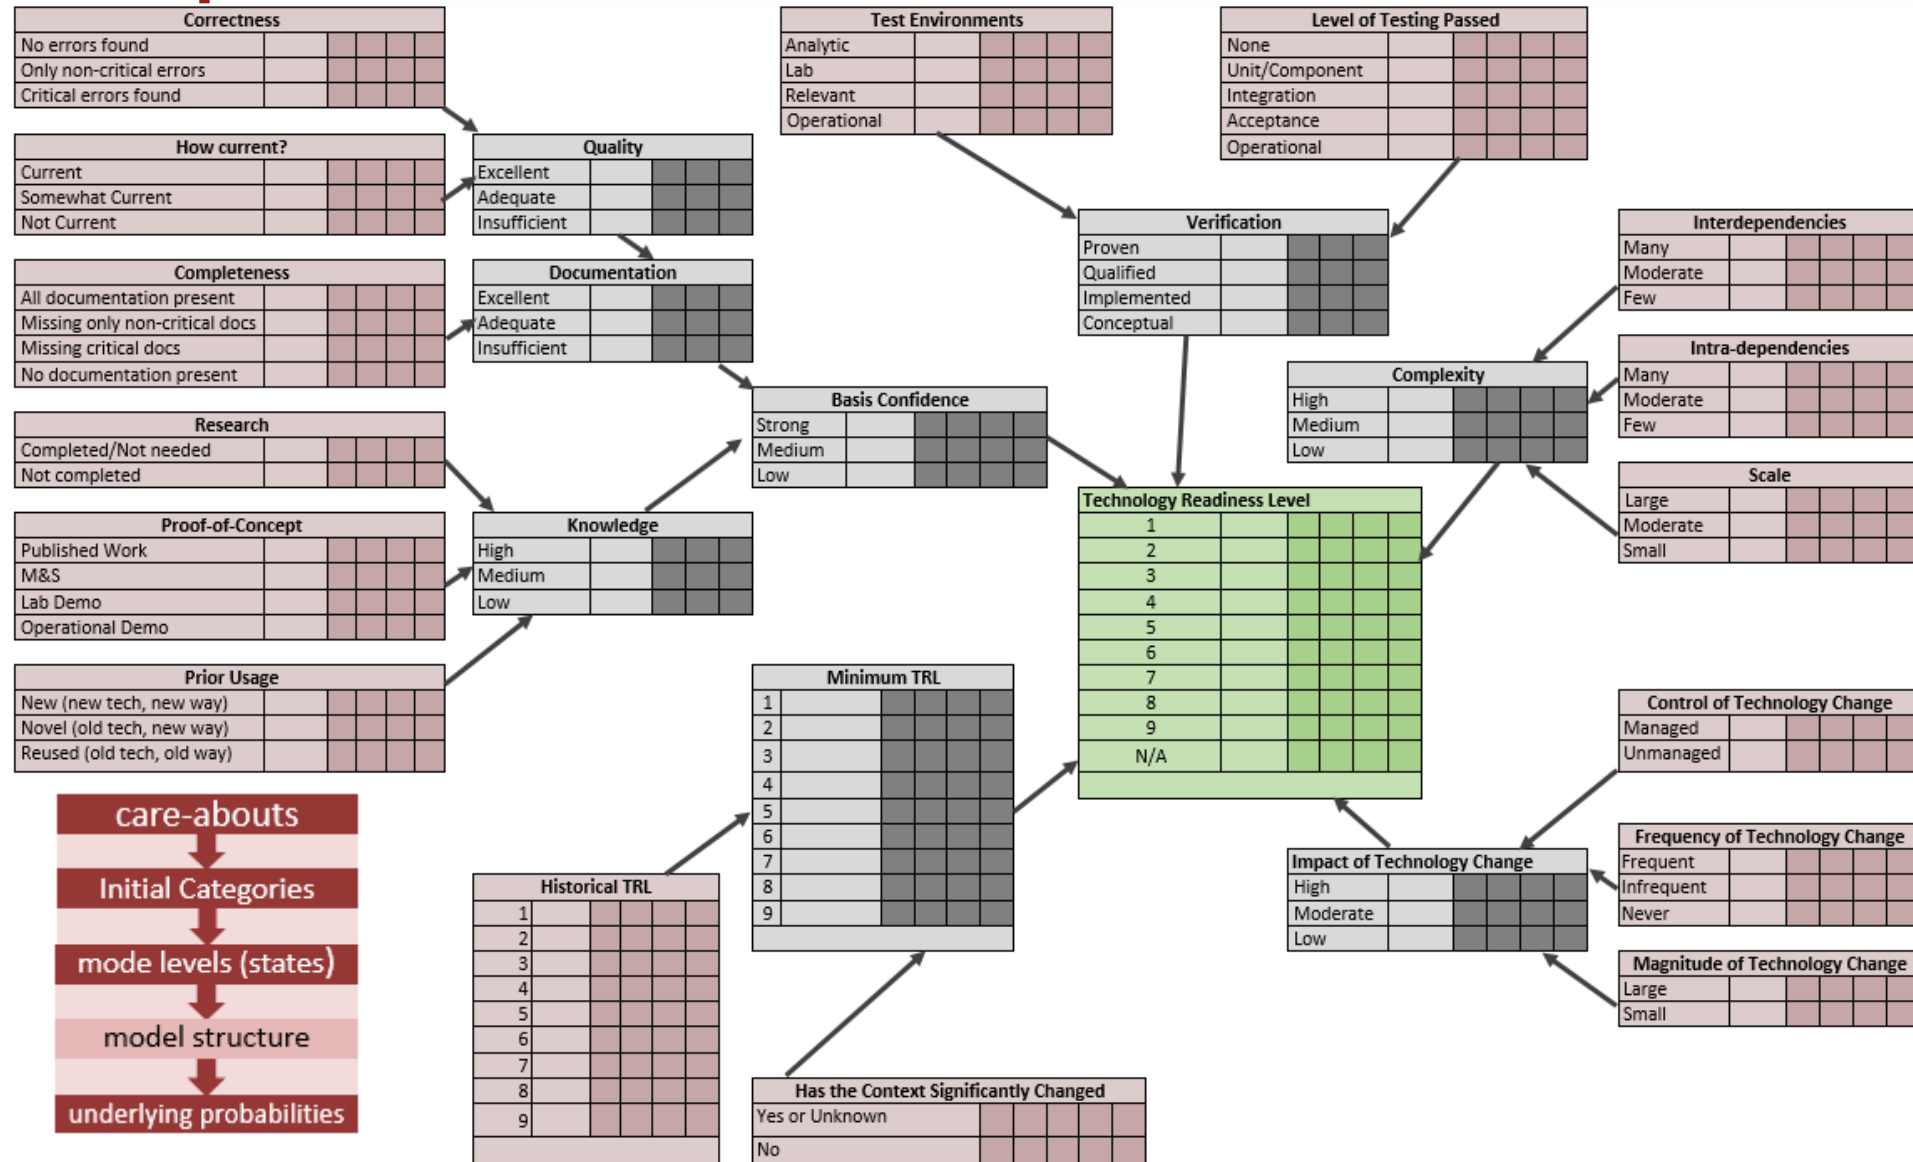 Correctness
No errors found
Only non-critical errors
Critical errors found
How current?
Current
Somewhat Current
Not Current
Completeness
All documentation present
Missing only non-critical docs
Missing critical docs
No documentation present
Research
Completed/Not needed
Not completed
Proof-of-Concept
Published Work
M&S
Lab Demo
Operational Demo
Prior Usage
New (new tech, new way)
Novel (old tech, new way)
Reused (old tech, old way)
care-abouts
Initial Categories
mode levels (states)
model structure
underlying probabilities
Quality
Excellent
Adequate
Insufficient
Documentation
Excellent
Adequate
Insufficient
Knowledge
High
Medium
Low
Historical TRL
1
2
3
4
5
6
7
8
9
Test Environments
Analytic
Lab
Relevant
Operational
Basis Confidence
Strong
Medium
Low
Minimum TRL
1
2
3
4
5
6
7
8
9
Has the Context Significantly Changed
Yes or Unknown
No
Level of Testing Passed
None
Unit/Component
Integration
Acceptance
Operational
Verification
Proven
Qualified
Implemented
Conceptual
Technology Readiness Level
1
2
3
4
5
6
7
8
9
N/A
Complexity
High
Medium
Low
Impact of Technology Change
High
Moderate
Low
Interdependencies
Many
Moderate
Few
Intra-dependencies
Many
Moderate
Few
Scale
Large
Moderate
Small
Control of Technology Change
Managed
Unmanaged
Frequency of Technology Change
Frequent
Infrequent
Never
Magnitude of Technology Change
Large
Small